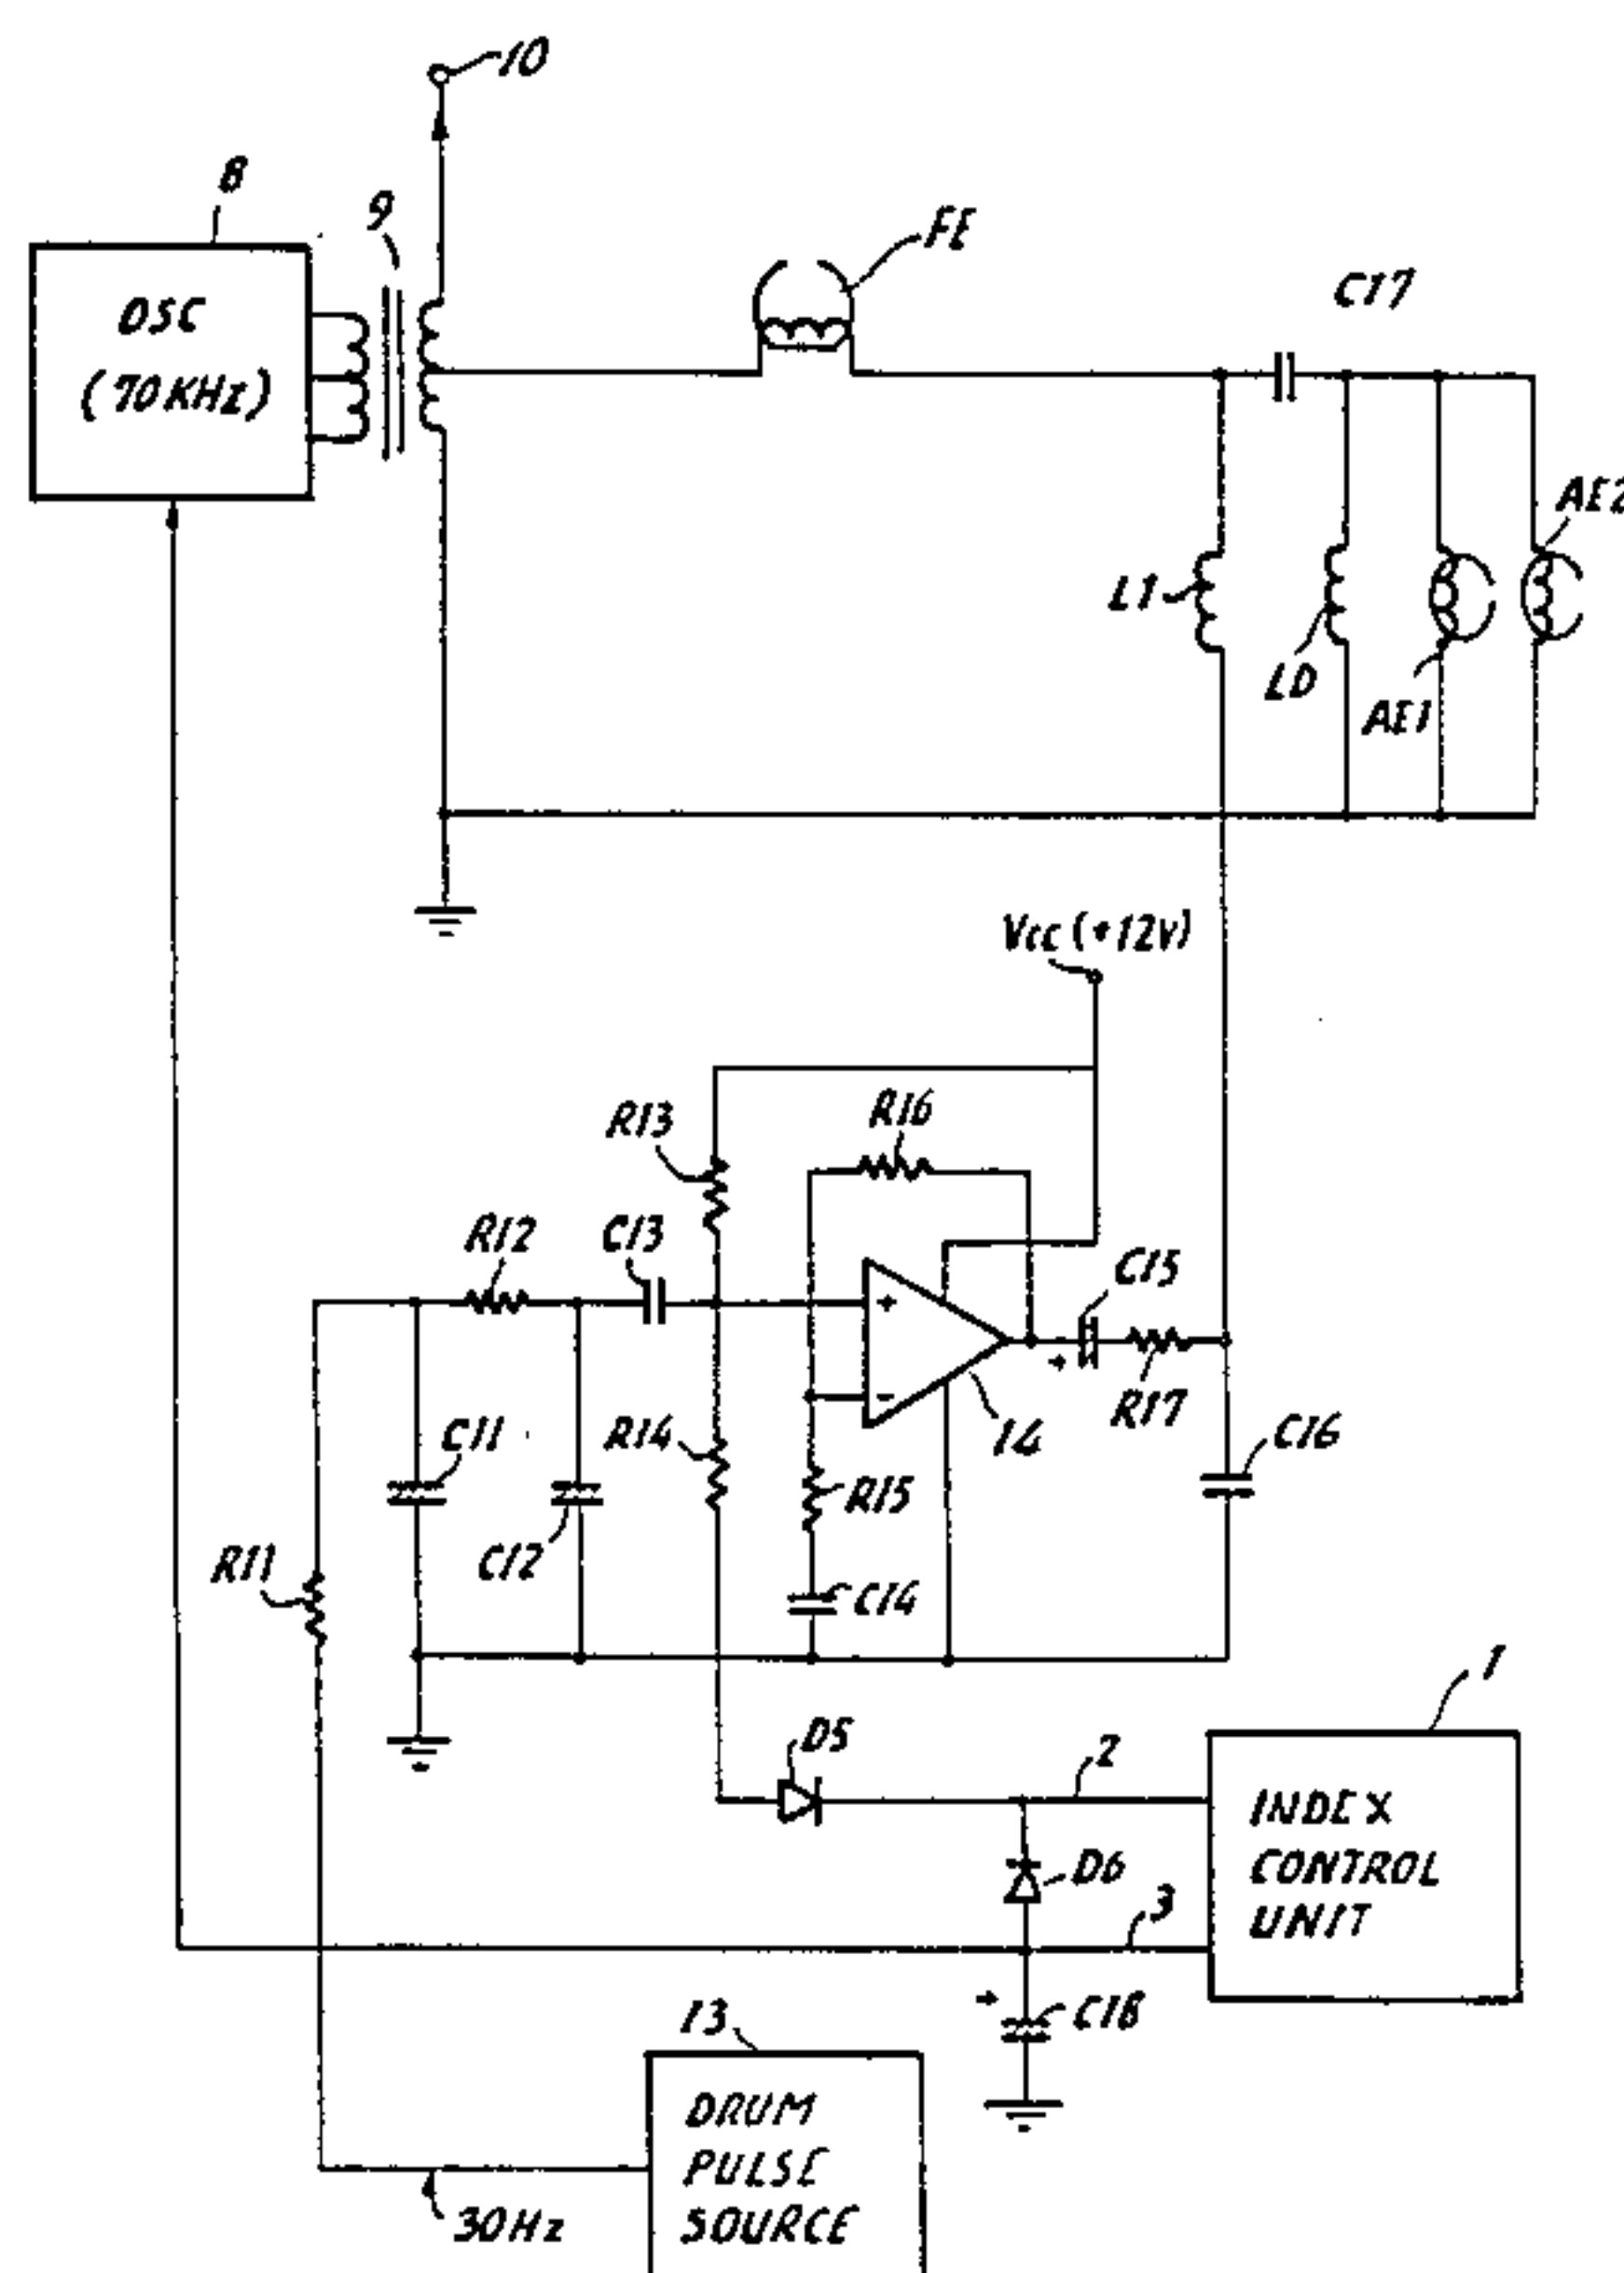 10
8
9
FE
OSC
(70KHz)
C17
AE2
L1
LD
AE1
Vcc (+12V)
R13
R16
R12
C13
C15
+
+
-
R17
14
C11
R14
R15
C16
C12
R11
C14
1
D5
2
INDEX
CONTROL
UNIT
D6
3
+
C18
13
DRUM
PULSE
SOURCE
30Hz